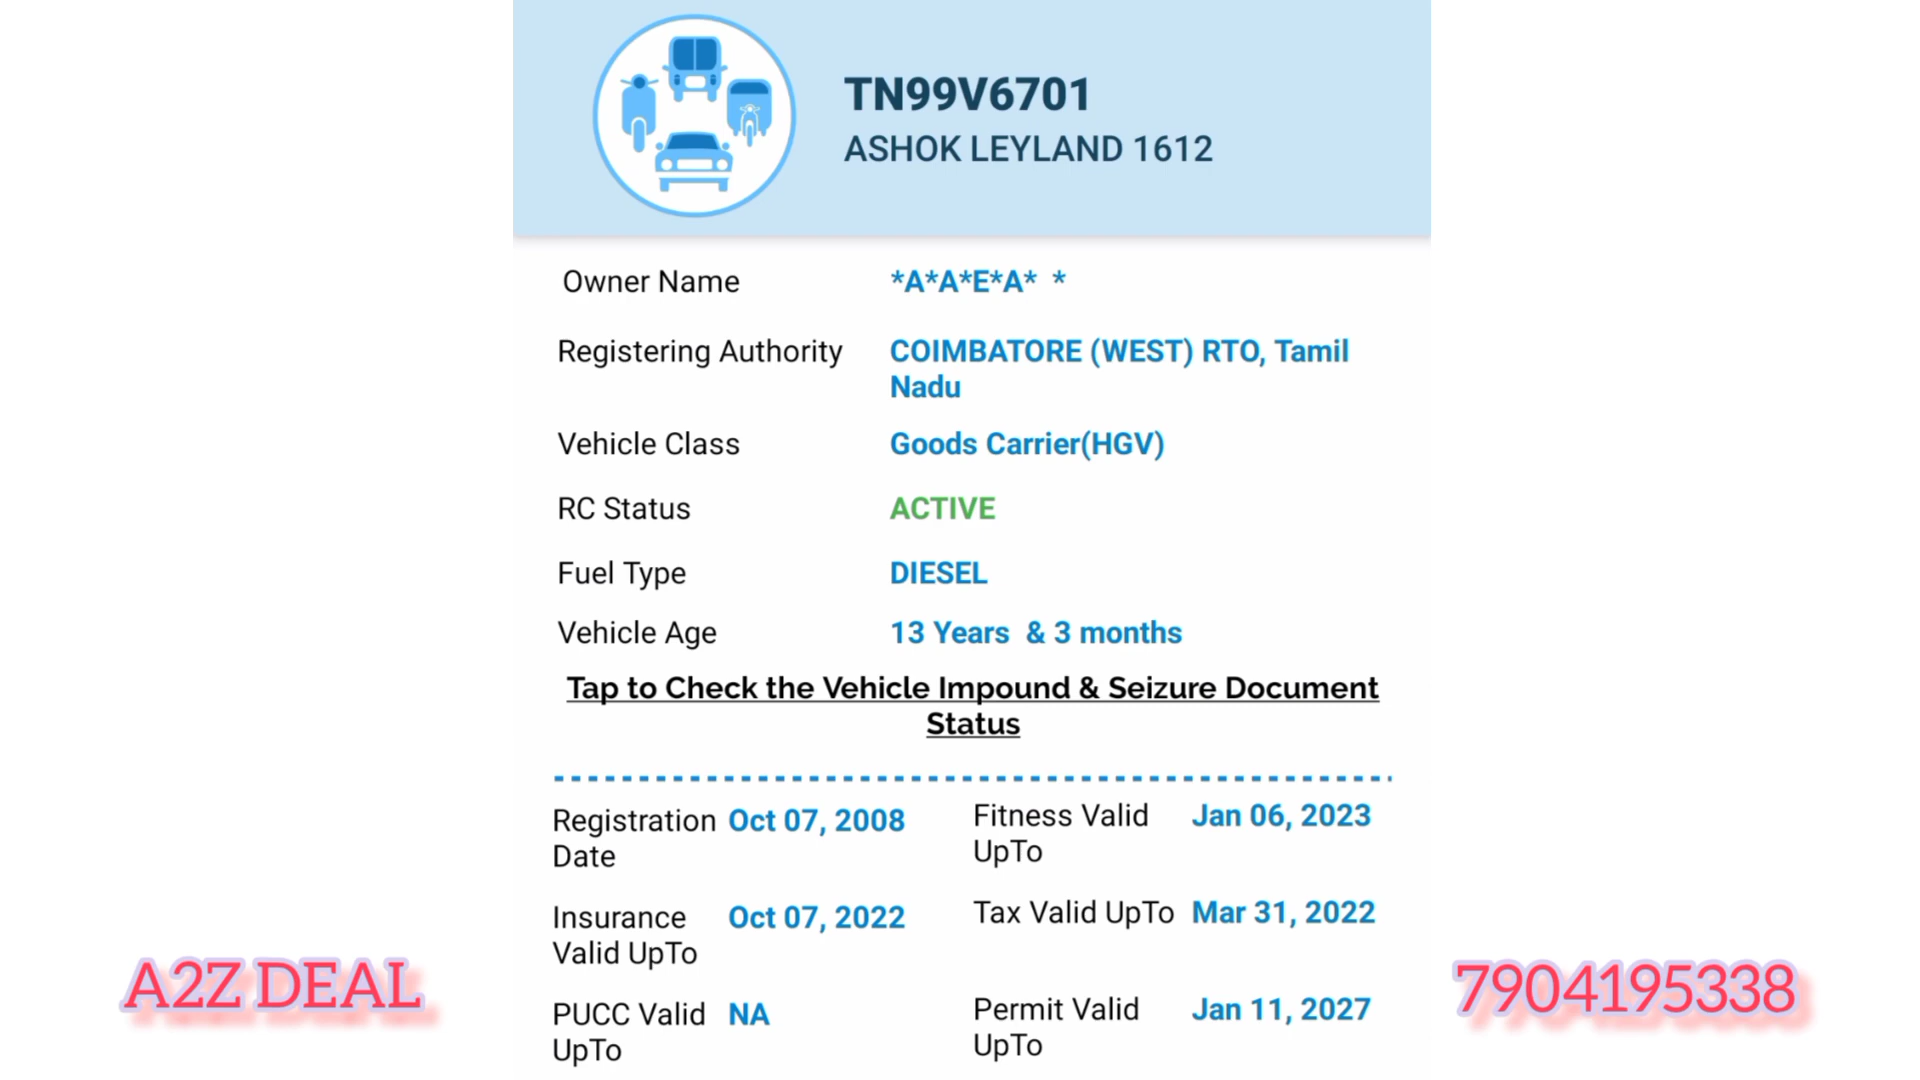 TN99V6701
ASHOK LEYLAND 1612
Owner Name *A*A*E*A* *
Registering Authority COIMBATORE (WEST) RTO, Tamil
Nadu
Vehicle Class Goods Carrier(HGV)
RC Status ACTIVE
Fuel Type DIESEL
Vehicle Age 13 Years & 3 months
Tap to Check the Vehicle Impound & Seizure Document
Status
Registration Oct 07, 2008
Date
Fitness Valid Jan 06, 2023
UpTo
Insurance Oct 07, 2022
Valid UpTo
Tax Valid UpTo Mar 31, 2022
PUCC Valid NA
UpTo
Permit Valid Jan 11, 2027
UpTo
A2Z DEAL
7904195338